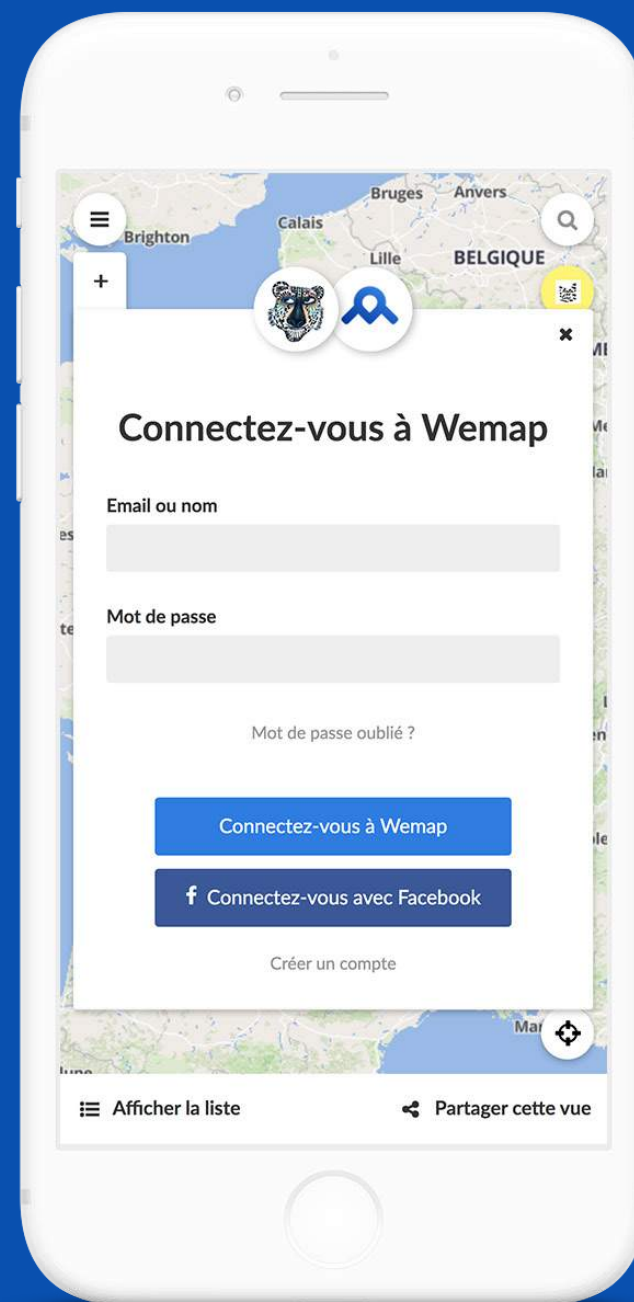 Bruges Anvers
Brighton
Calais
Lille
BELGIQUE
+
Connectez-vous à Wemap
Email ou nom
Mot de passe
Mot de passe oublié ?
Connectez-vous à Wemap
f Connectez-vous avec Facebook
Créer un compte
Afficher la liste
Partager cette vue